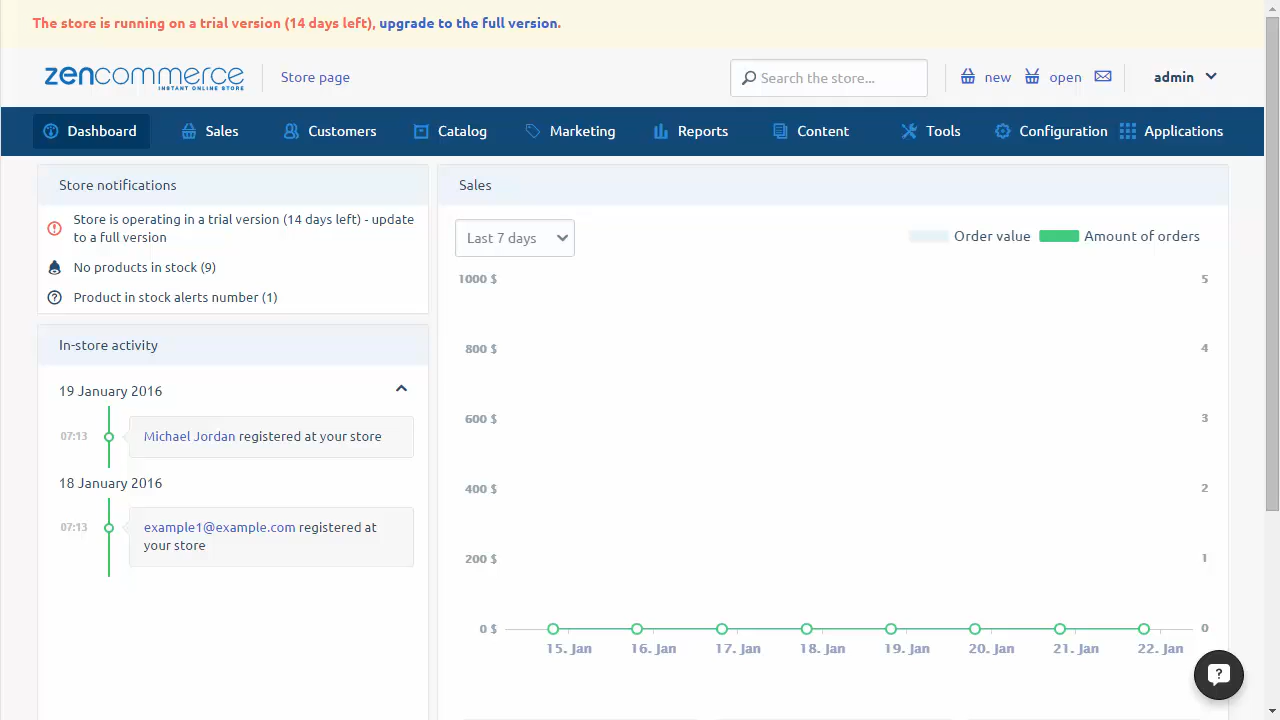 The store is running on a trial version (14 days left), upgrade to the full version.
zencommerce
INSTANT ONLINE STORE
Store page
Search the store...
new
open
admin
Dashboard
Sales
Customers
Catalog
Marketing
Reports
Content
Tools
Configuration
Applications
Store notifications
Store is operating in a trial version (14 days left) - update
to a full version
No products in stock (9)
Product in stock alerts number (1)
In-store activity
19 January 2016
07:13
Michael Jordan registered at your store
18 January 2016
07:13
example1@example.com registered at
your store
Sales
Last 7 days
Order value
Amount of orders
1000 $
5
800 $
4
600 $
3
400 $
2
200 $
1
0 $
0
15. Jan
16. Jan
17. Jan
18. Jan
19. Jan
20. Jan
21. Jan
22. Jan